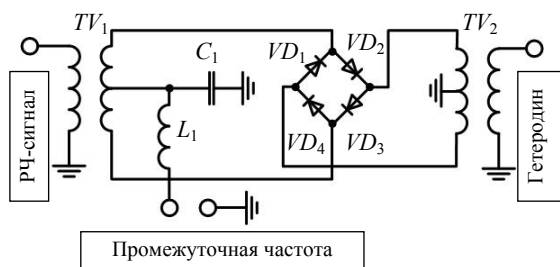 TV1
C1
VD1
VD2
TV2
РЧ-сигнал
L1
VD4
VD3
Гетеродин
Промежуточная частота